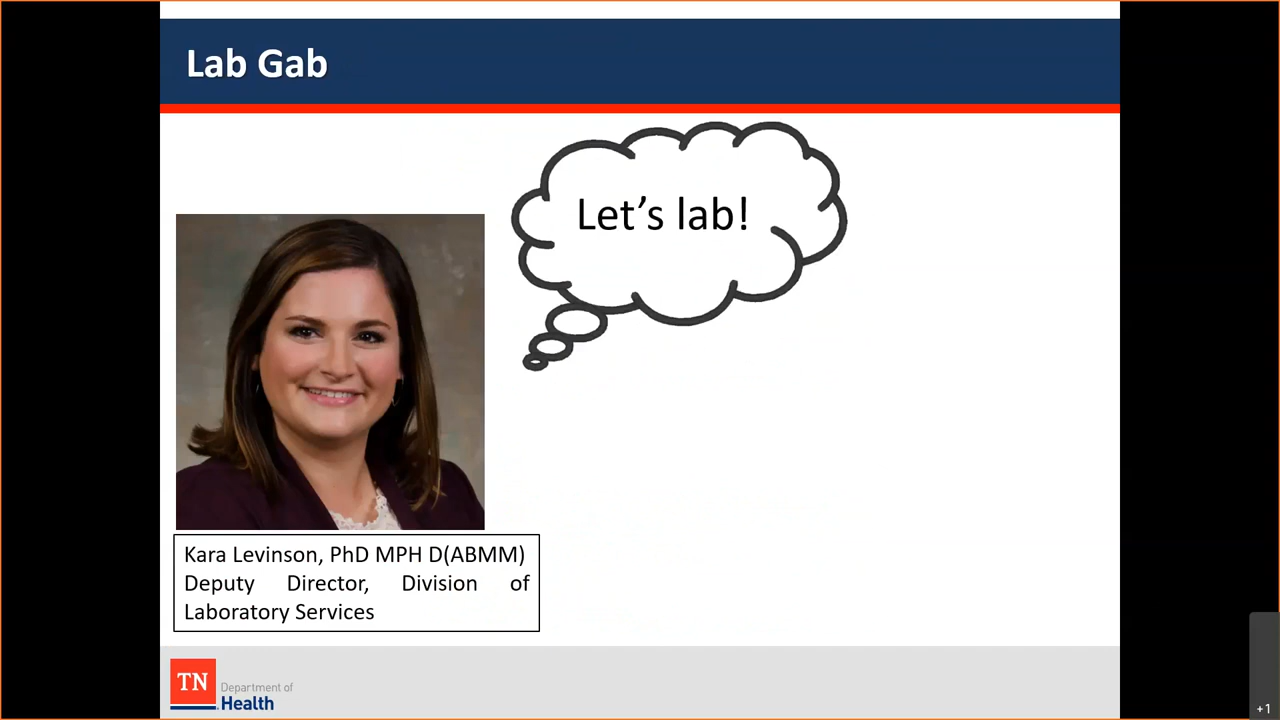 Lab Gab
Let's lab!
Kara Levinson, PhD MPH D(ABMM)
Deputy Director, Division of
Laboratory Services
TN
Department of
Health
+1